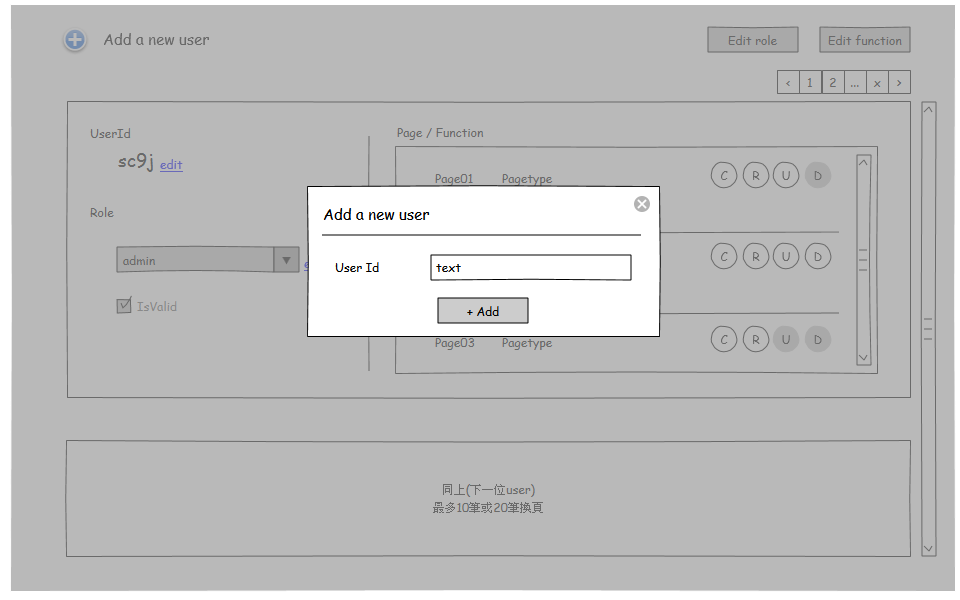 Add a new user
Edit role
Edit function
< 1 2 ... x >
UserId
sc9j edit
Role
admin
IsValid
Page / Function
Page01 Pagetype C R U D
C R U D
Page03 Pagetype C R U D
Add a new user
User Id text
+ Add
同上(下一位user)
最多10筆或20筆換頁